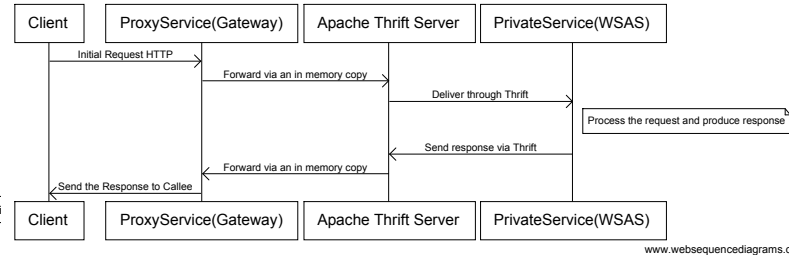 Client
ProxyService(Gateway)
Apache Thrift Server
PrivateService(WSAS)
Initial Request HTTP
Forward via an in memory copy
Deliver through Thrift
Process the request and produce response
Send response via Thrift
Forward via an in memory copy
Send the Response to Callee
Client
ProxyService(Gateway)
Apache Thrift Server
PrivateService(WSAS)
www.websequencediagrams.c